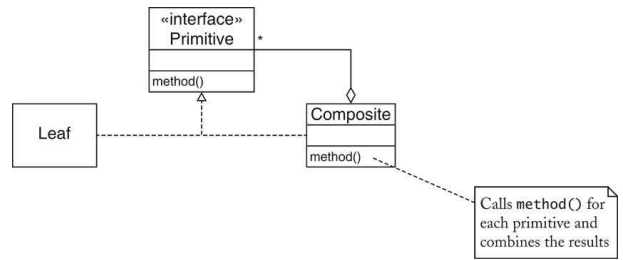 «interface»
Primitive
*
method()
Leaf
Composite
method()
Calls method() for
each primitive and
combines the results